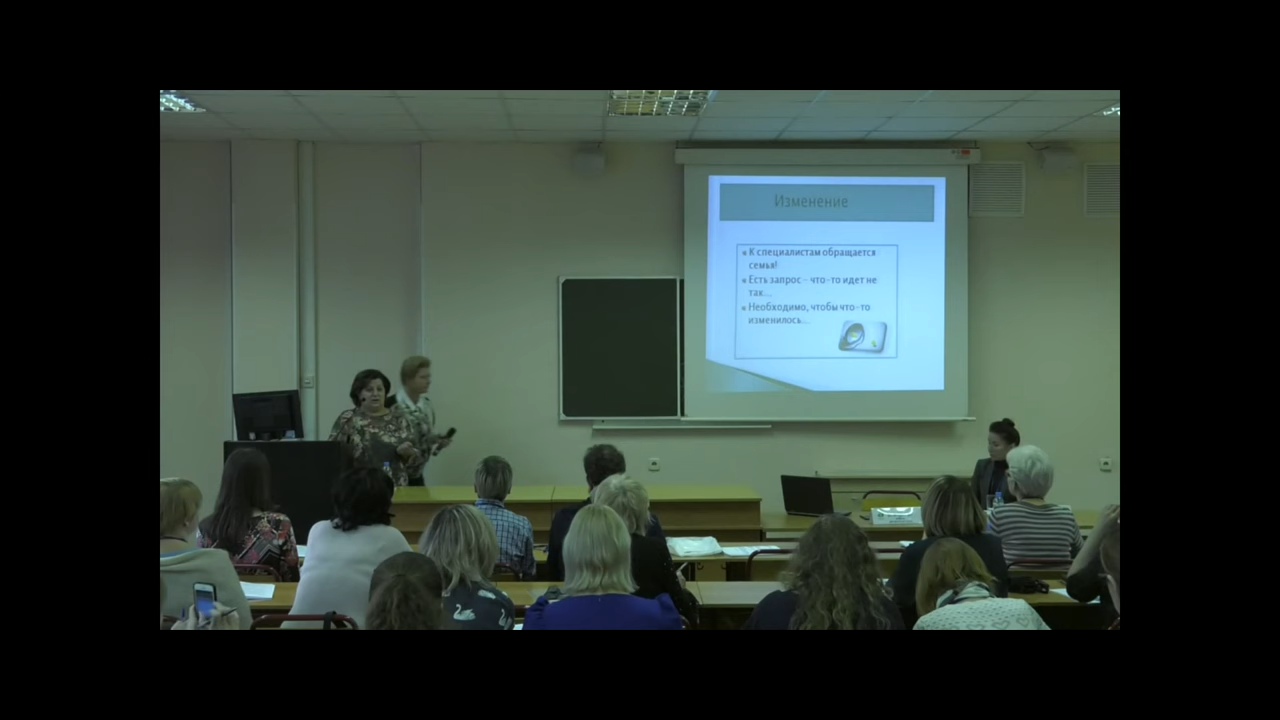 Изменение
К специалистам обращается
семья!
Есть запрос – что-то идет не
так...
Необходимо, чтобы что-то
изменилось...